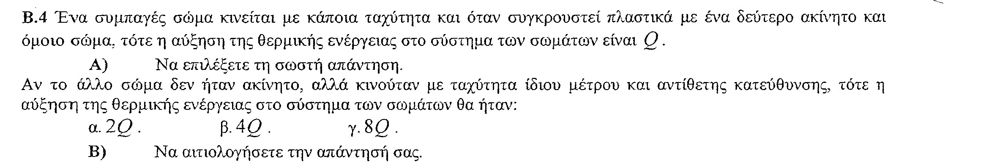 Β.4 Ένα συμπαγές σώμα κινείται με κάποια ταχύτητα και όταν συγκρουστεί πλαστικά με ένα δεύτερο ακίνητο και
όμοιο σώμα, τότε η αύξηση της θερμικής ενέργειας στο σύστημα των σωμάτων είναι Q .
Α) Να επιλέξετε τη σωστή απάντηση.
Αν το άλλο σώμα δεν ήταν ακίνητο, αλλά κινούταν με ταχύτητα ίδιου μέτρου και αντίθετης κατεύθυνσης, τότε η
αύξηση της θερμικής ενέργειας στο σύστημα των σωμάτων θα ήταν:
α. 2Q . β. 4Q . γ. 8Q .
Β) Να αιτιολογήσετε την απάντησή σας.